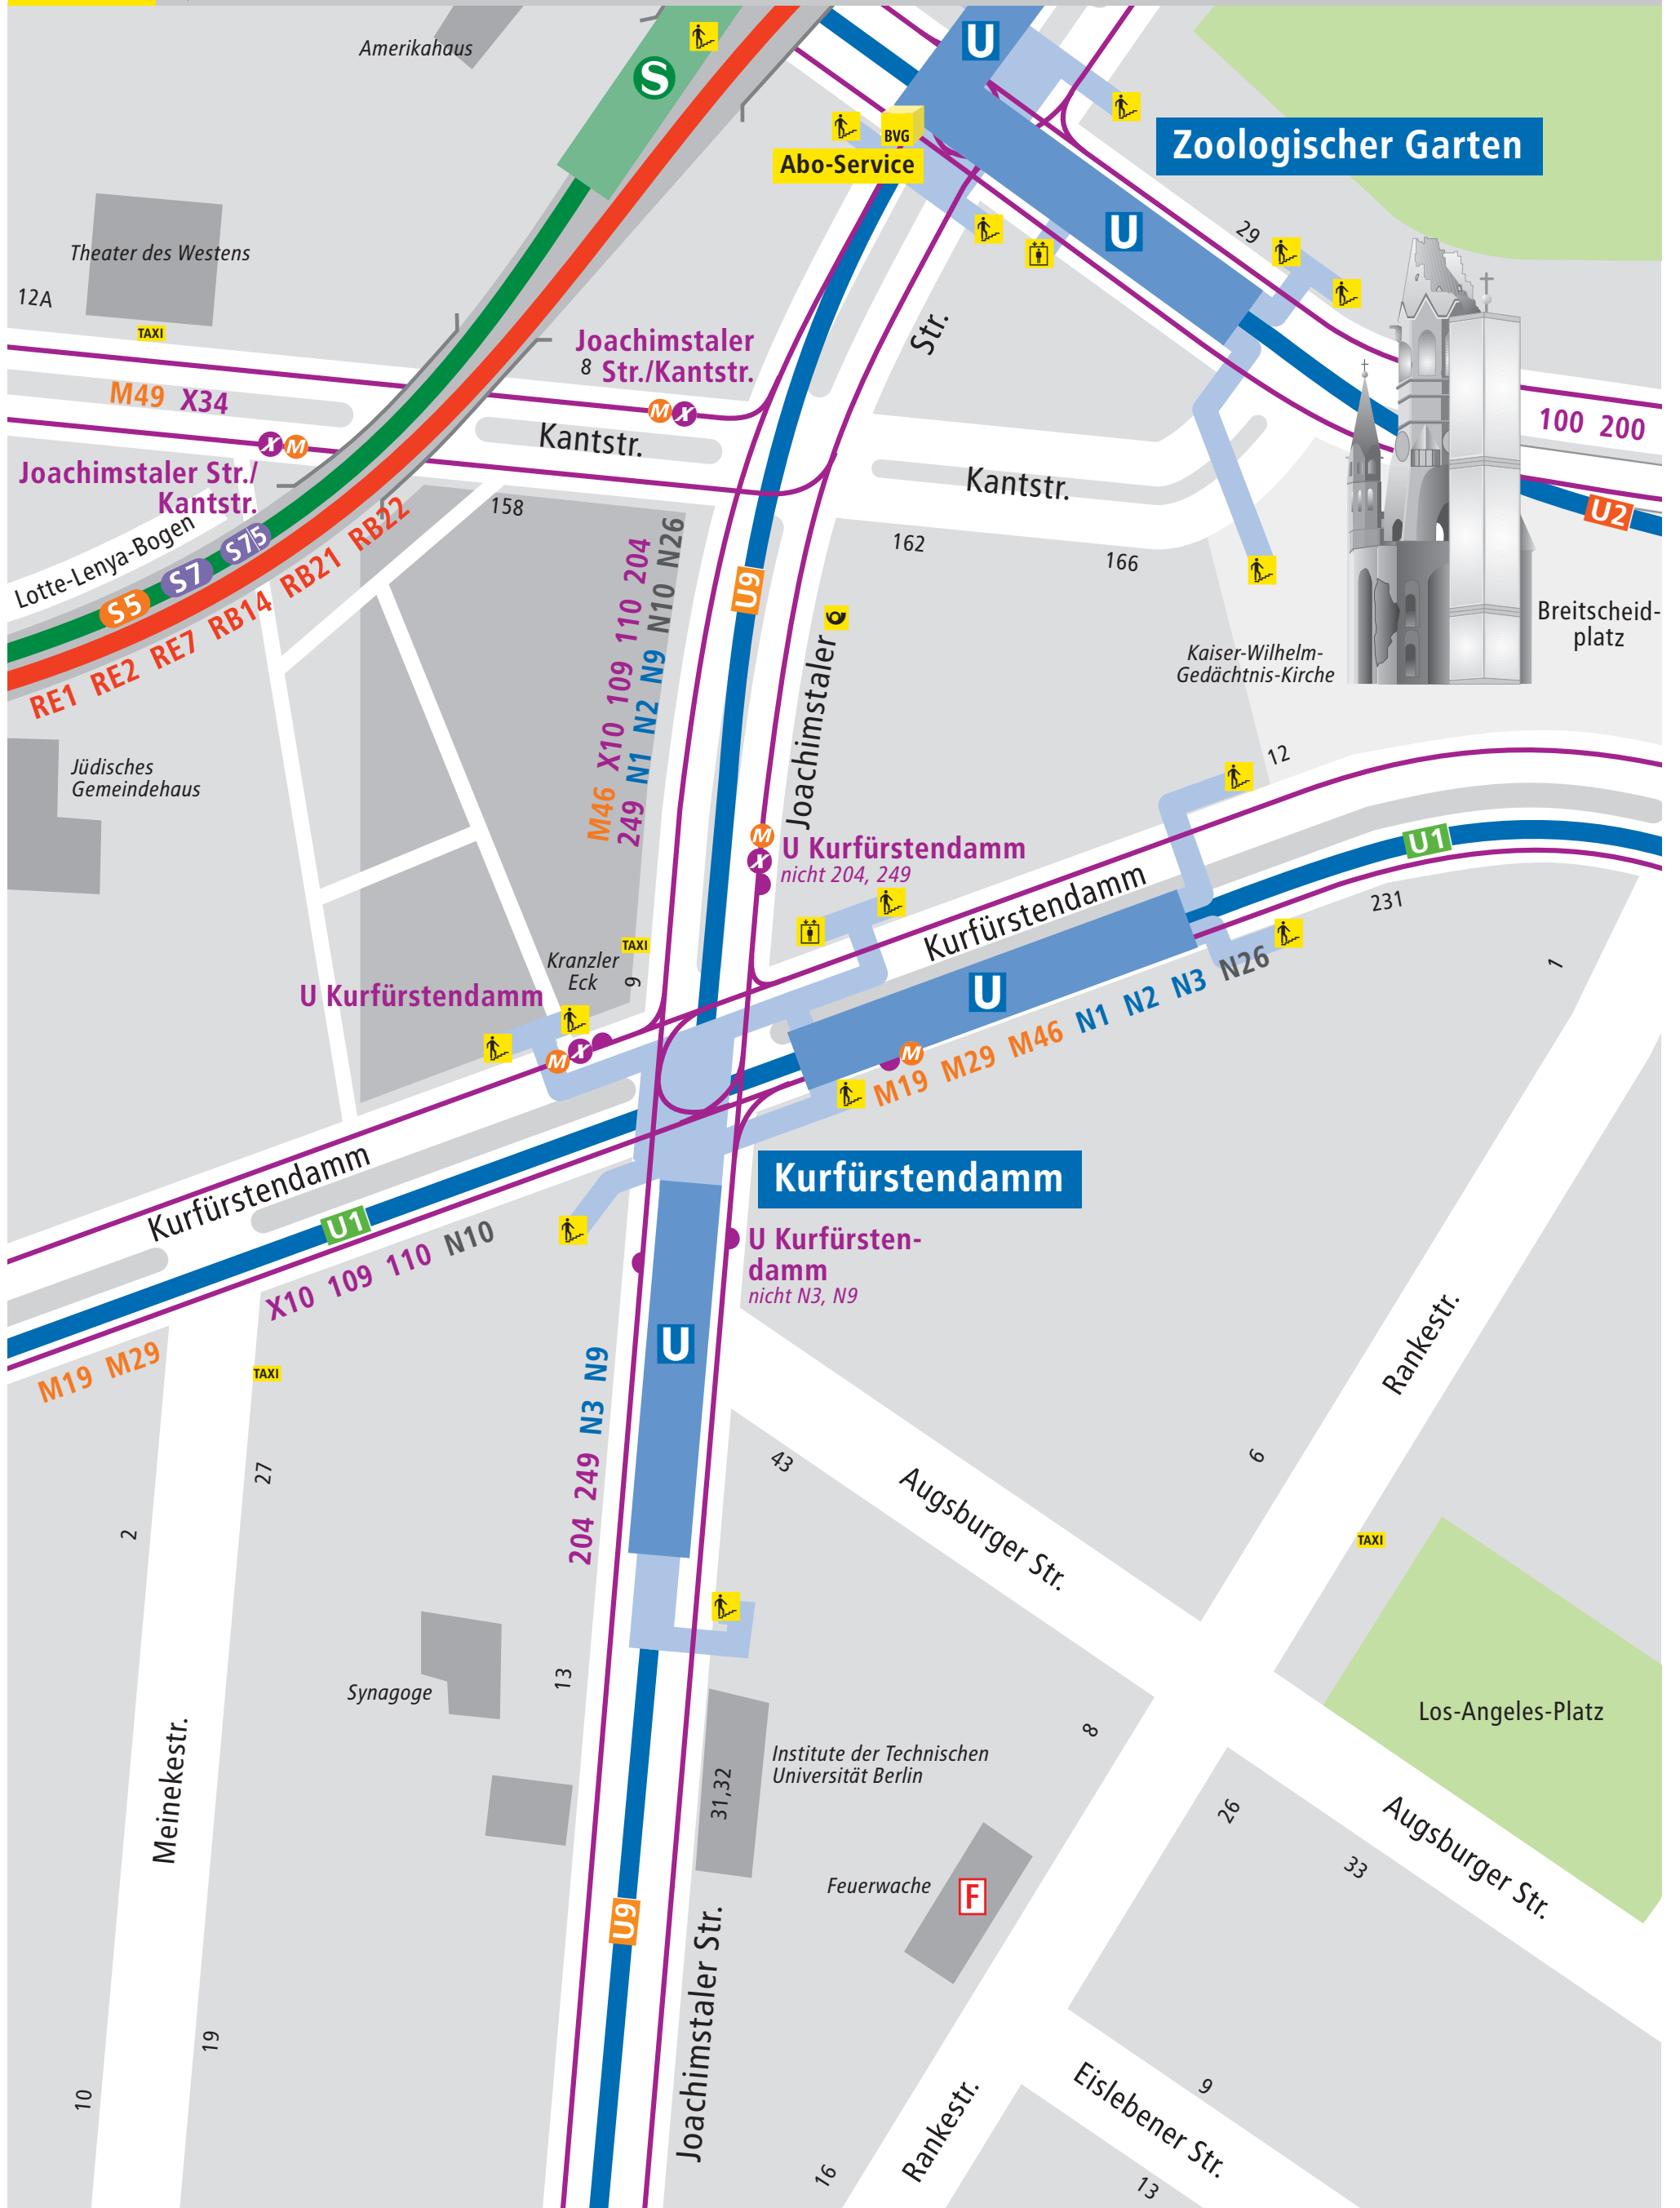 Amerikahaus
S
U
BVG
Abo-Service
Zoologischer Garten
U
29
Theater des Westens
12A
TAXI
Joachimstaler
8 Str./Kantstr.
Str.
M49 X34
M X
Kantstr.
X M
Joachimstaler Str./
Kantstr.
Kantstr.
100 200
U2
158
162
166
Lotte-Lenya-Bogen
S5 S7 S75
RE1 RE2 RE7 RB14 RB21 RB22
U9
M46 X10 109 110 204
249 N1 N2 N9 N10 N26
Joachimstaler
Breitscheid-
platz
Kaiser-Wilhelm-
Gedächtnis-Kirche
Jüdisches
Gemeindehaus
12
M
X
U Kurfürstendamm
nicht 204, 249
U1
231
Kurfürstendamm
TAXI
Kranzler
Eck
9
U Kurfürstendamm
M X
U
M
M19 M29 M46 N1 N2 N3 N26
1
Kurfürstendamm
Kurfürstendamm
U1
X10 109 110 N10
M19 M29
U Kurfürsten-
damm
nicht N3, N9
U
TAXI
204 249 N3 N9
27
2
43
Augsburger Str.
6
Rankestr.
TAXI
Synagoge
13
Los-Angeles-Platz
8
Institute der Technischen
Universität Berlin
31,32
Meinekestr.
26
33
Augsburger Str.
Feuerwache
F
U9
Joachimstaler Str.
19
10
Rankestr.
9
Eislebener Str.
16
13